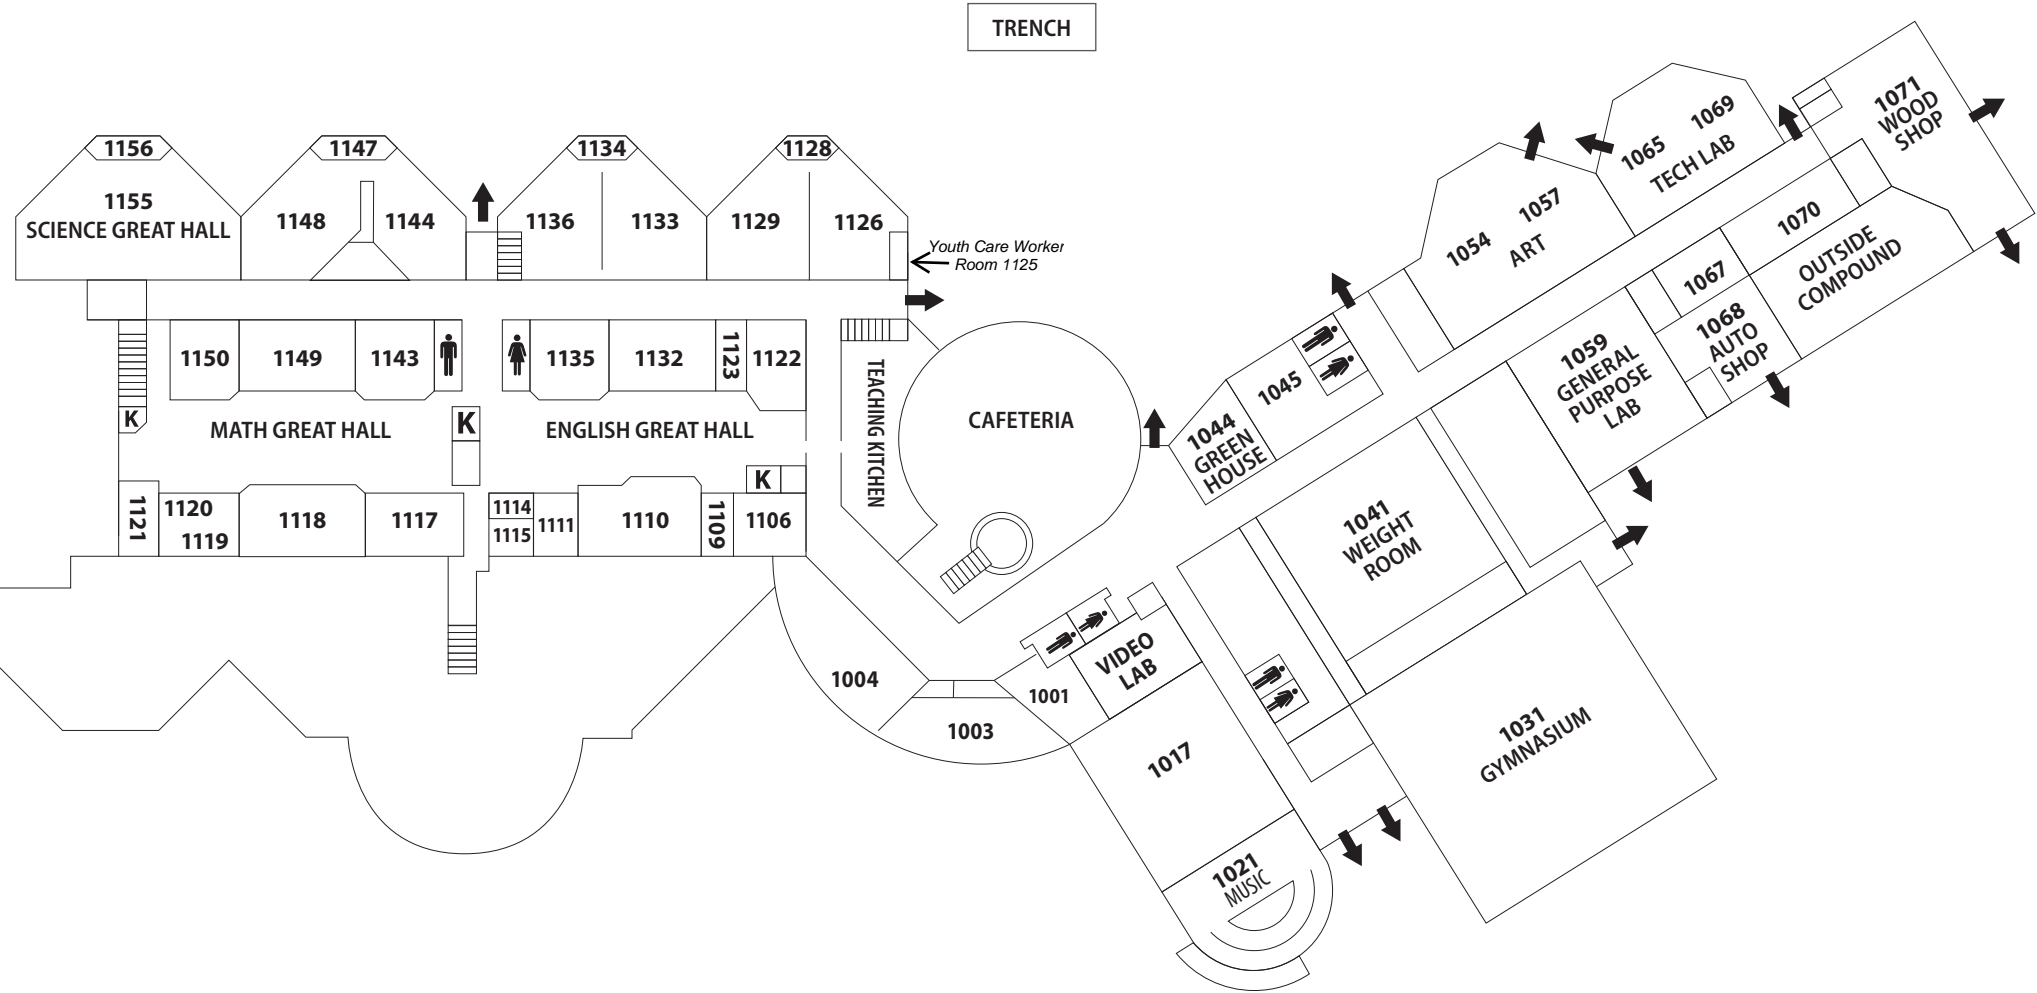 TRENCH
1156
1147
1134
1128
1155
SCIENCE GREAT HALL
1148
1144
1136
1133
1129
1126
Youth Care Worker
Room 1125
1150
1149
1143
1135
1132
1123
1122
K
MATH GREAT HALL
K
ENGLISH GREAT HALL
K
1121
1120
1119
1118
1117
1114
1115
1111
1110
1109
1106
TEACHING KITCHEN
CAFETERIA
1004
1003
1001
VIDEO
LAB
1017
1021
MUSIC
1044
GREEN
HOUSE
1045
1054
1057
ART
1065
1069
TECH LAB
1071
WOOD
SHOP
1070
OUTSIDE
COMPOUND
1067
1068
AUTO
SHOP
1059
GENERAL
PURPOSE
LAB
1041
WEIGHT
ROOM
1031
GYMNASIUM